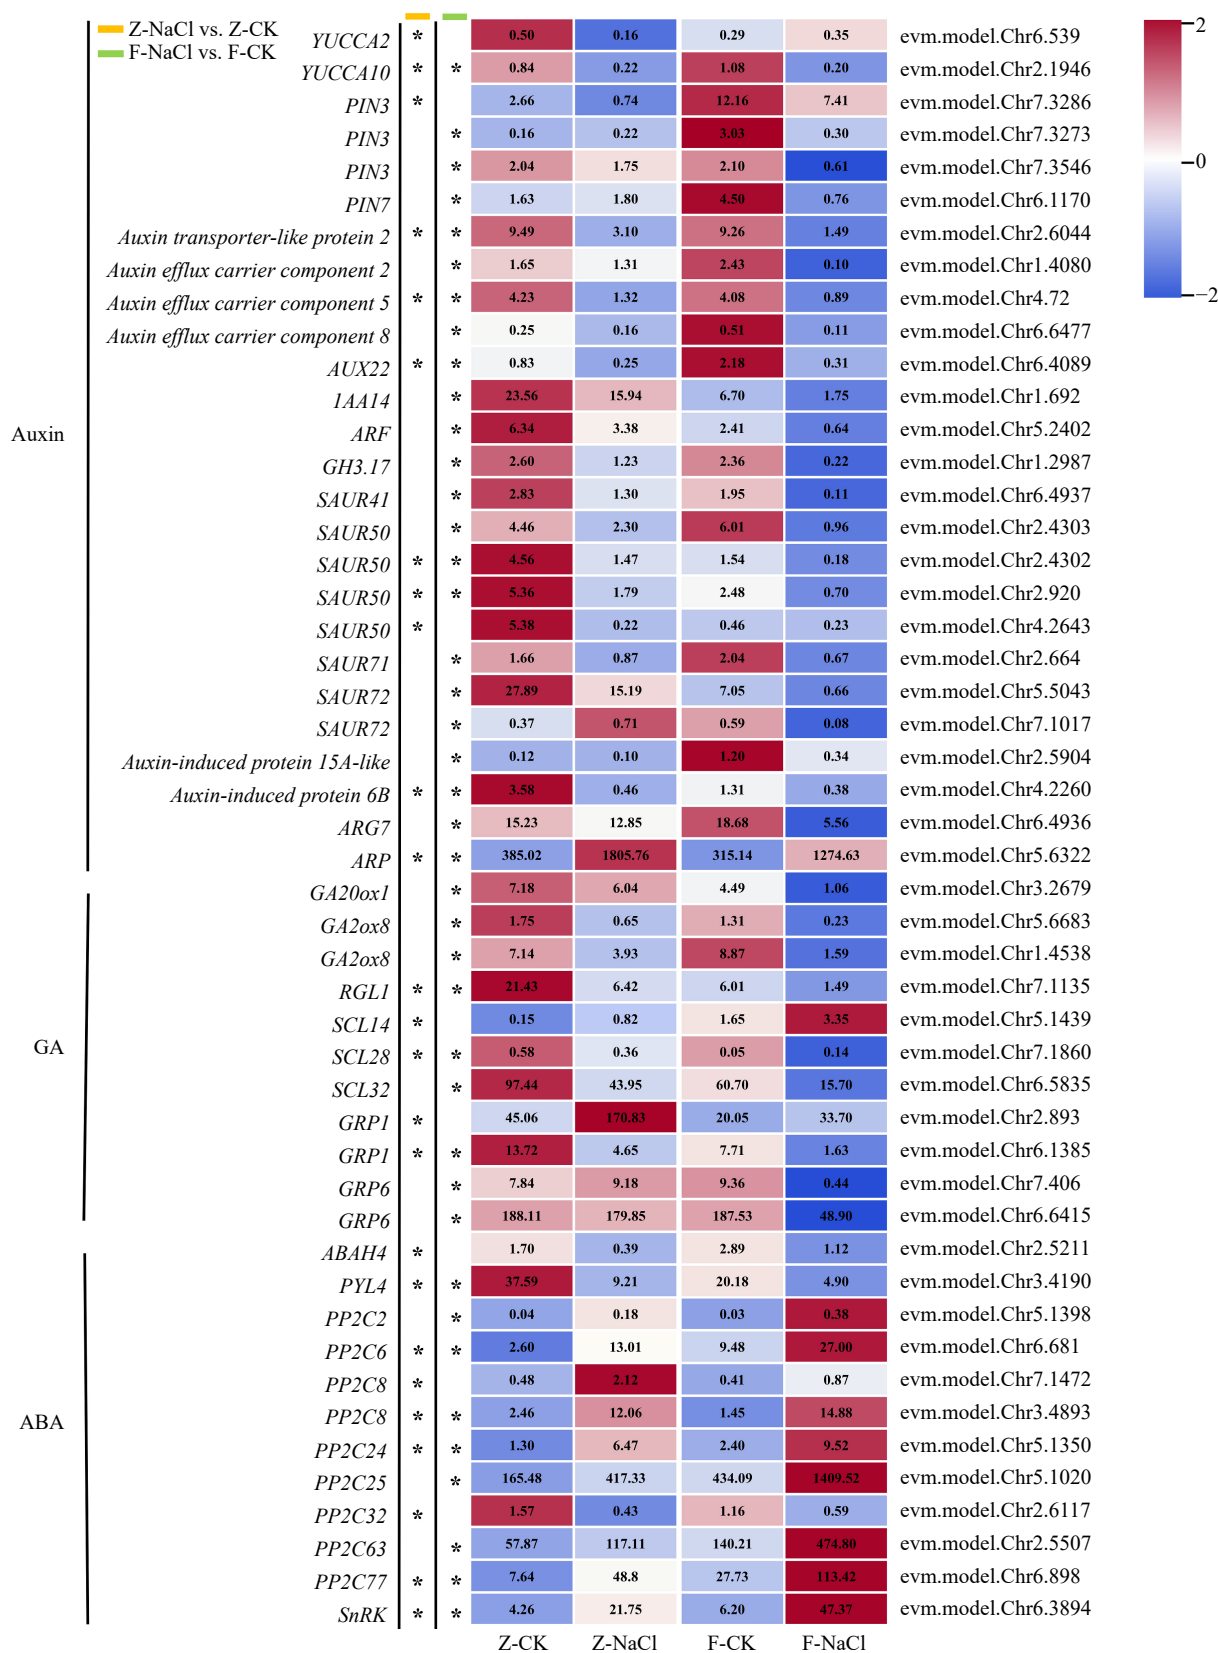 Z-NaCl vs. Z-CK
F-NaCl vs. F-CK
Auxin
YUCCA2 * 0.50 0.16 0.29 0.35 evm.model.Chr6.539
YUCCA10 * * 0.84 0.22 1.08 0.20 evm.model.Chr2.1946
PIN3 * 2.66 0.74 12.16 7.41 evm.model.Chr7.3286
PIN3 * 0.16 0.22 3.03 0.30 evm.model.Chr7.3273
PIN3 * 2.04 1.75 2.10 0.61 evm.model.Chr7.3546
PIN7 * 1.63 1.80 4.50 0.76 evm.model.Chr6.1170
Auxin transporter-like protein 2 * * 9.49 3.10 9.26 1.49 evm.model.Chr2.6044
Auxin efflux carrier component 2 * 1.65 1.31 2.43 0.10 evm.model.Chr1.4080
Auxin efflux carrier component 5 * * 4.23 1.32 4.08 0.89 evm.model.Chr4.72
Auxin efflux carrier component 8 * 0.25 0.16 0.51 0.11 evm.model.Chr6.6477
AUX22 * * 0.83 0.25 2.18 0.31 evm.model.Chr6.4089
1AA14 * 23.56 15.94 6.70 1.75 evm.model.Chr1.692
ARF * 6.34 3.38 2.41 0.64 evm.model.Chr5.2402
GH3.17 * 2.60 1.23 2.36 0.22 evm.model.Chr1.2987
SAUR41 * 2.83 1.30 1.95 0.11 evm.model.Chr6.4937
SAUR50 * 4.46 2.30 6.01 0.96 evm.model.Chr2.4303
SAUR50 * * 4.56 1.47 1.54 0.18 evm.model.Chr2.4302
SAUR50 * * 5.36 1.79 2.48 0.70 evm.model.Chr2.920
SAUR50 * 5.38 0.22 0.46 0.23 evm.model.Chr4.2643
SAUR71 * 1.66 0.87 2.04 0.67 evm.model.Chr2.664
SAUR72 * 27.89 15.19 7.05 0.66 evm.model.Chr5.5043
SAUR72 * 0.37 0.71 0.59 0.08 evm.model.Chr7.1017
Auxin-induced protein 15A-like * 0.12 0.10 1.20 0.34 evm.model.Chr2.5904
Auxin-induced protein 6B * * 3.58 0.46 1.31 0.38 evm.model.Chr4.2260
ARG7 * 15.23 12.85 18.68 5.56 evm.model.Chr6.4936
ARP * * 385.02 1805.76 315.14 1274.63 evm.model.Chr5.6322
GA
GA20ox1 * 7.18 6.04 4.49 1.06 evm.model.Chr3.2679
GA2ox8 * 1.75 0.65 1.31 0.23 evm.model.Chr5.6683
GA2ox8 * 7.14 3.93 8.87 1.59 evm.model.Chr1.4538
RGL1 * * 21.43 6.42 6.01 1.49 evm.model.Chr7.1135
SCL14 * 0.15 0.82 1.65 3.35 evm.model.Chr5.1439
SCL28 * * 0.58 0.36 0.05 0.14 evm.model.Chr7.1860
SCL32 * 97.44 43.95 60.70 15.70 evm.model.Chr6.5835
GRP1 * 45.06 170.83 20.05 33.70 evm.model.Chr2.893
GRP1 * * 13.72 4.65 7.71 1.63 evm.model.Chr6.1385
GRP6 * 7.84 9.18 9.36 0.44 evm.model.Chr7.406
GRP6 * 188.11 179.85 187.53 48.90 evm.model.Chr6.6415
ABA
ABAH4 * 1.70 0.39 2.89 1.12 evm.model.Chr2.5211
PYL4 * * 37.59 9.21 20.18 4.90 evm.model.Chr3.4190
PP2C2 * 0.04 0.18 0.03 0.38 evm.model.Chr5.1398
PP2C6 * * 2.60 13.01 9.48 27.00 evm.model.Chr6.681
PP2C8 * 0.48 2.12 0.41 0.87 evm.model.Chr7.1472
PP2C8 * * 2.46 12.06 1.45 14.88 evm.model.Chr3.4893
PP2C24 * * 1.30 6.47 2.40 9.52 evm.model.Chr5.1350
PP2C25 * 165.48 417.33 434.09 1409.52 evm.model.Chr5.1020
PP2C32 * 1.57 0.43 1.16 0.59 evm.model.Chr2.6117
PP2C63 * 57.87 117.11 140.21 474.80 evm.model.Chr2.5507
PP2C77 * * 7.64 48.8 27.73 113.42 evm.model.Chr6.898
SnRK * * 4.26 21.75 6.20 47.37 evm.model.Chr6.3894
Z-CK Z-NaCl F-CK F-NaCl
2
0
−2